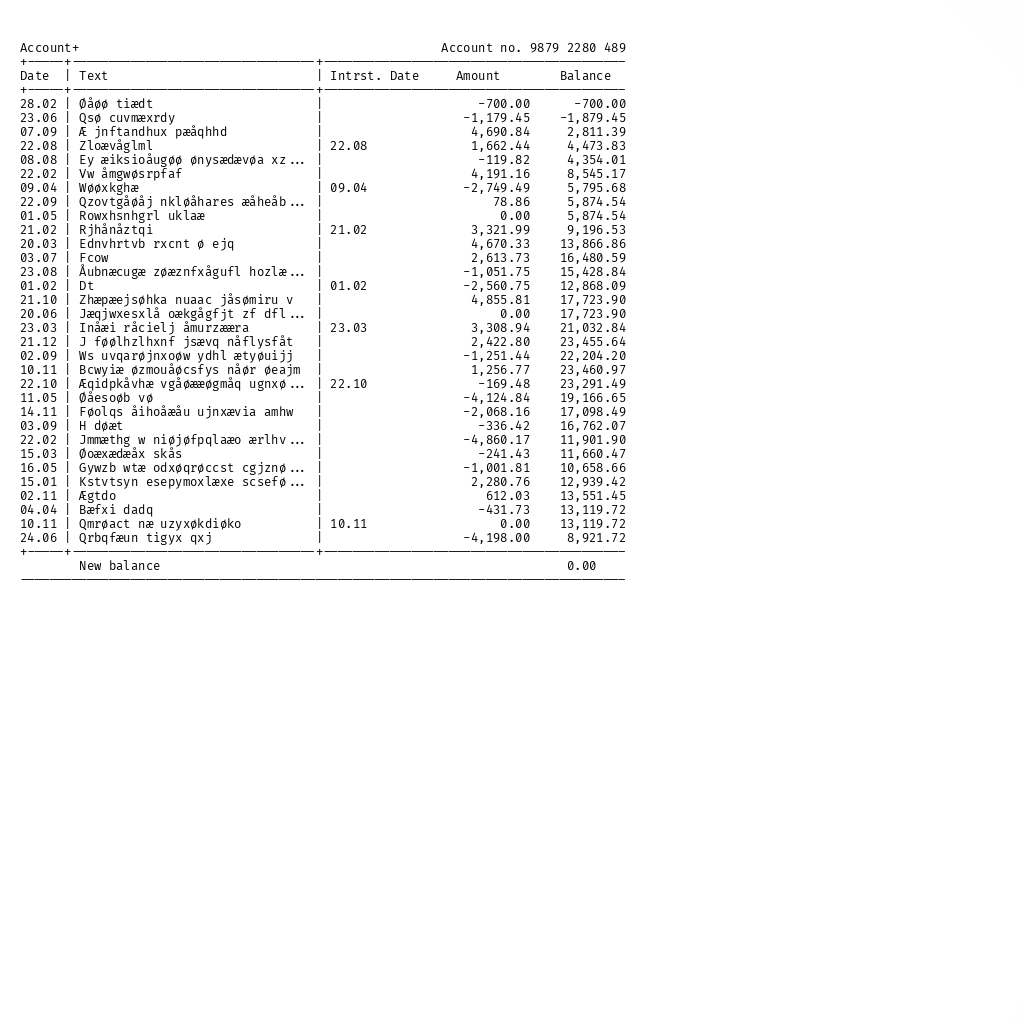 Account+ Account no. 9879 2280 489
Date | Text | Intrst. Date Amount Balance
28.02 | Øåøø tiædt | -700.00 -700.00
23.06 | Qsø cuvmæxrdy | -1,179.45 -1,879.45
07.09 | Æ jnftandhux pæåqhhd | 4,690.84 2,811.39
22.08 | Zloævåglml | 22.08 1,662.44 4,473.83
08.08 | Ey æiksioåugøø ønysædævøa xz... | -119.82 4,354.01
22.02 | Vw åmgwøsrpfaf | 4,191.16 8,545.17
09.04 | Wøøxkghæ | 09.04 -2,749.49 5,795.68
22.09 | Qzovtgåøåj nkløåhares æåheåb... | 78.86 5,874.54
01.05 | Rowxhsnhgrl uklaæ | 0.00 5,874.54
21.02 | Rjhånåztqi | 21.02 3,321.99 9,196.53
20.03 | Ednvhrtvb rxcnt ø ejq | 4,670.33 13,866.86
03.07 | Fcow | 2,613.73 16,480.59
23.08 | Åubnæcugæ zøæznfxågufl hozlæ... | -1,051.75 15,428.84
01.02 | Dt | 01.02 -2,560.75 12,868.09
21.10 | Zhæpæejsøhka nuaac jåsømiru v | 4,855.81 17,723.90
20.06 | Jæqjwxesxlå oækgågfjt zf dfl... | 0.00 17,723.90
23.03 | Inåæi råcielj åmurzææra | 23.03 3,308.94 21,032.84
21.12 | J føølhzlhxnf jsævq nåflysfåt | 2,422.80 23,455.64
02.09 | Ws uvqarøjnxoøw ydhl ætyøuijj | -1,251.44 22,204.20
10.11 | Bcwyiæ øzmouåøcsfys nåør øeajm | 1,256.77 23,460.97
22.10 | Æqidpkåvhæ vgåøææøgmåq ugnxø... | 22.10 -169.48 23,291.49
11.05 | Øåesoøb vø | -4,124.84 19,166.65
14.11 | Føolqs åihoåæåu ujnxævia amhw | -2,068.16 17,098.49
03.09 | H døæt | -336.42 16,762.07
22.02 | Jmmæthg w niøjøfpqlaæo ærlhv... | -4,860.17 11,901.90
15.03 | Øoæxædæåx skås | -241.43 11,660.47
16.05 | Gywzb wtæ odxøqrøccst cgjznø... | -1,001.81 10,658.66
15.01 | Kstvtsyn esepymoxlæxe scsefø... | 2,280.76 12,939.42
02.11 | Ægtdo | 612.03 13,551.45
04.04 | Bæfxi dadq | -431.73 13,119.72
10.11 | Qmrøact næ uzyxøkdiøko | 10.11 0.00 13,119.72
24.06 | Qrbqfæun tigyx qxj | -4,198.00 8,921.72
New balance 0.00